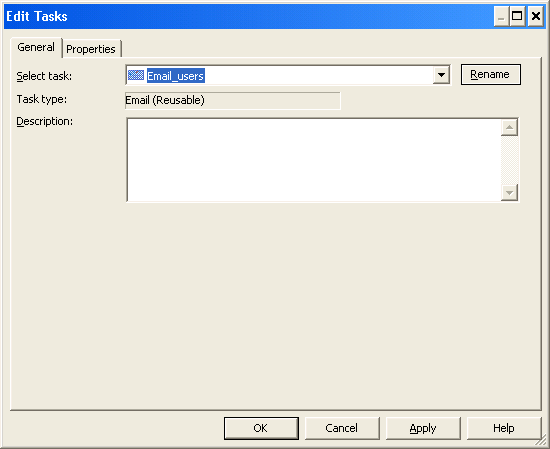 Edit Tasks
General Properties
Select task: Email_users Rename
Task type: Email (Reusable)
Description:
OK Cancel Apply Help